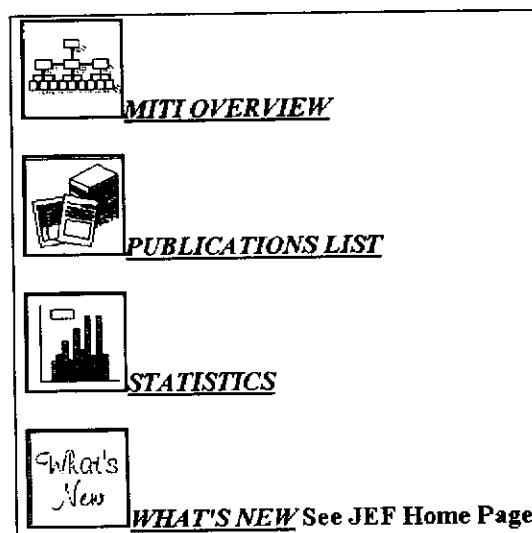 MITI OVERVIEW
PUBLICATIONS LIST
STATISTICS
What's
New
WHAT'S NEW See JEF Home Page